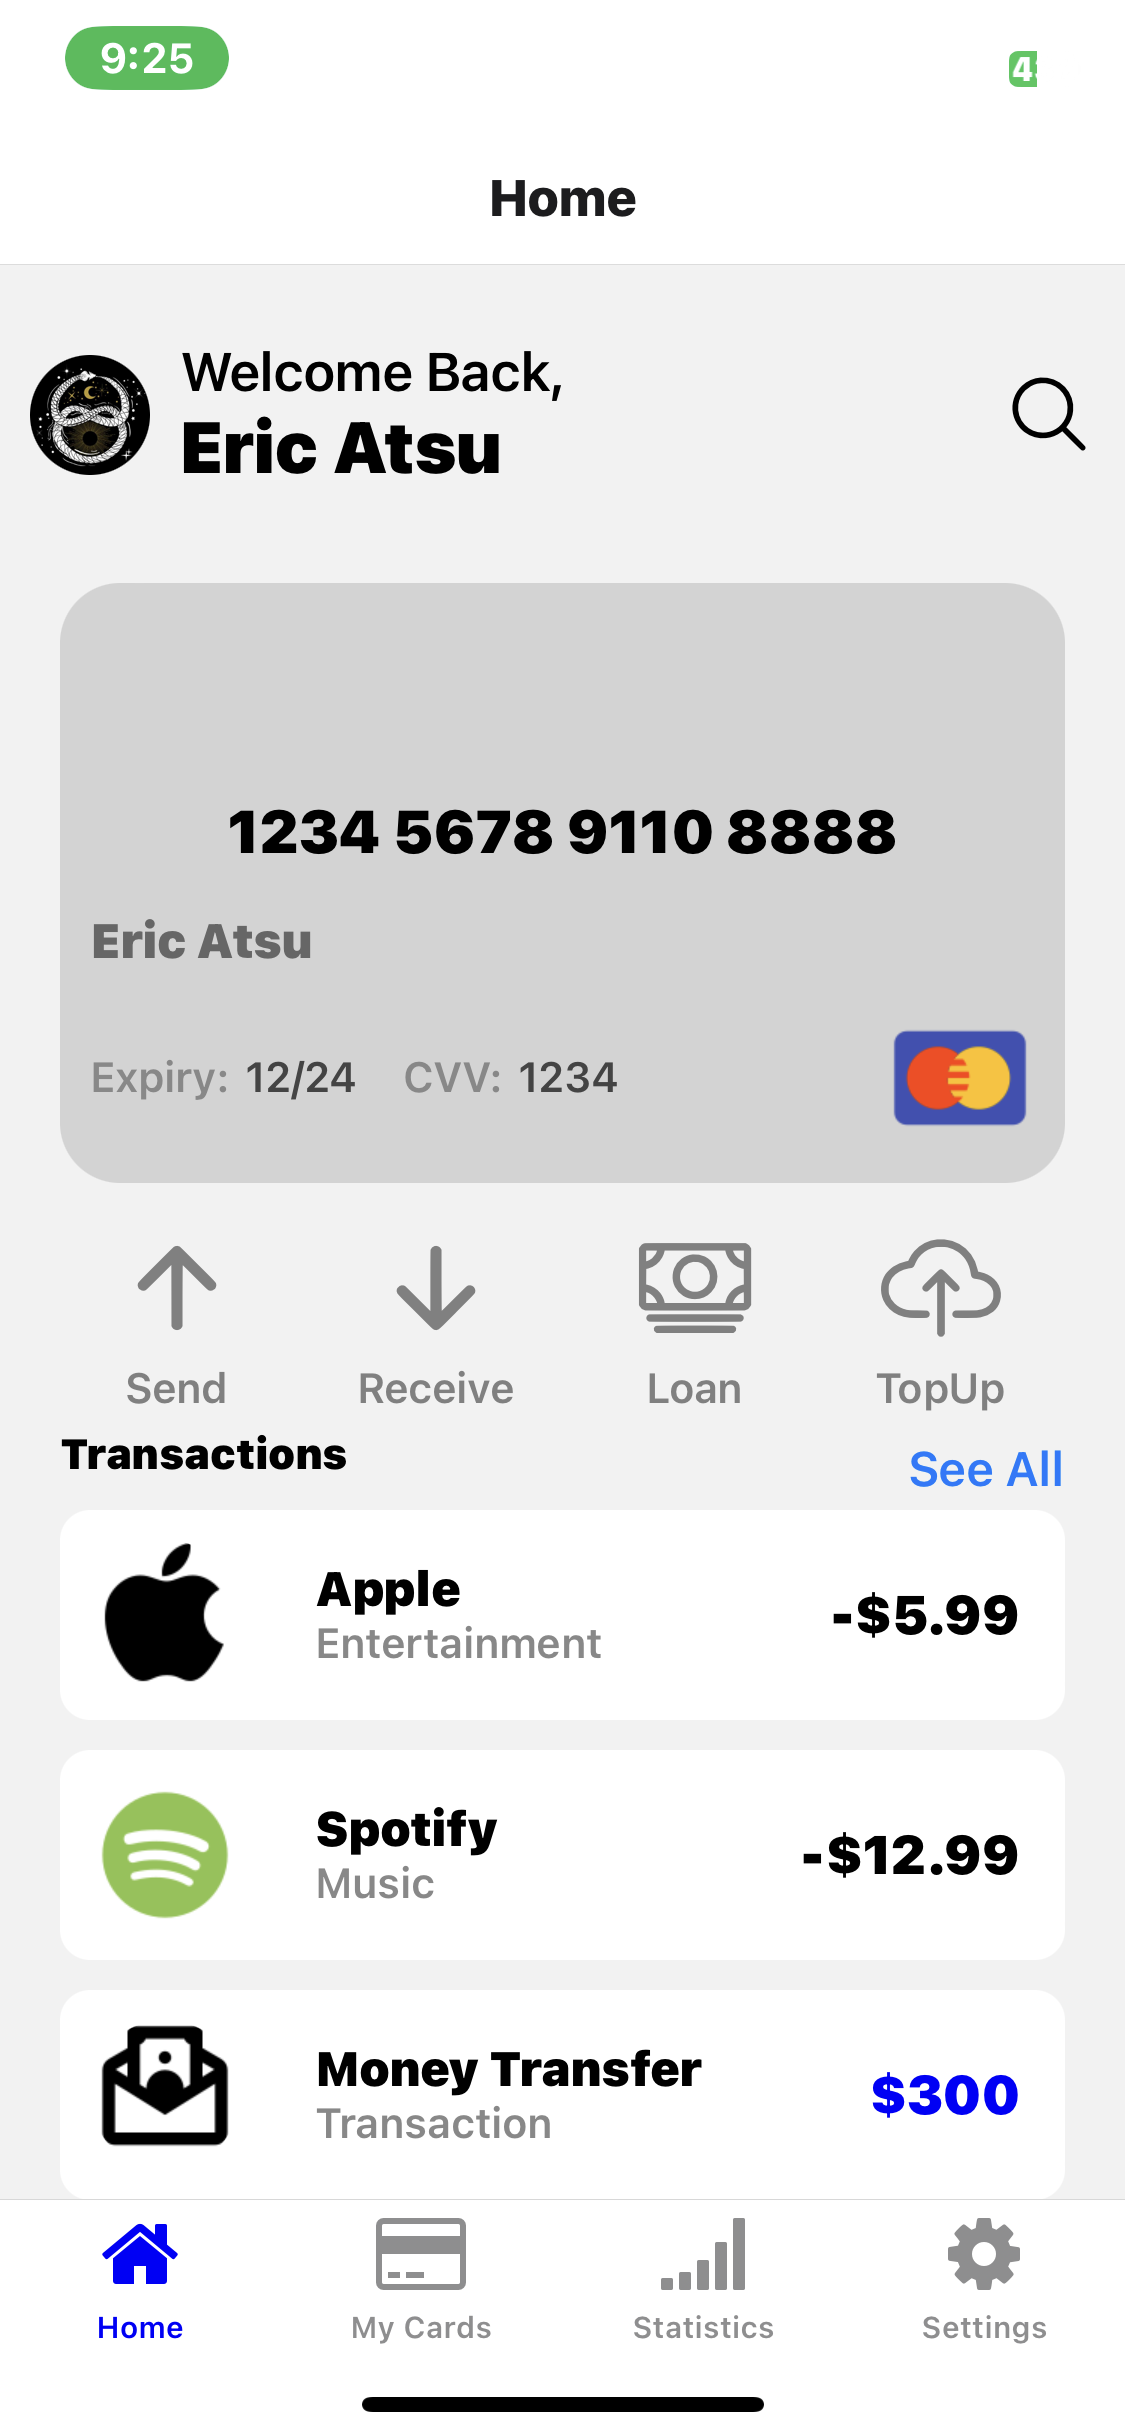 9:25
Home
Welcome Back,
Eric Atsu
1234 5678 9110 8888
Eric Atsu
Expiry: 12/24 CVV: 1234
Send Receive Loan TopUp
Transactions See All
Apple
Entertainment
-$5.99
Spotify
Music
-$12.99
Money Transfer
Transaction
$300
Home My Cards Statistics Settings